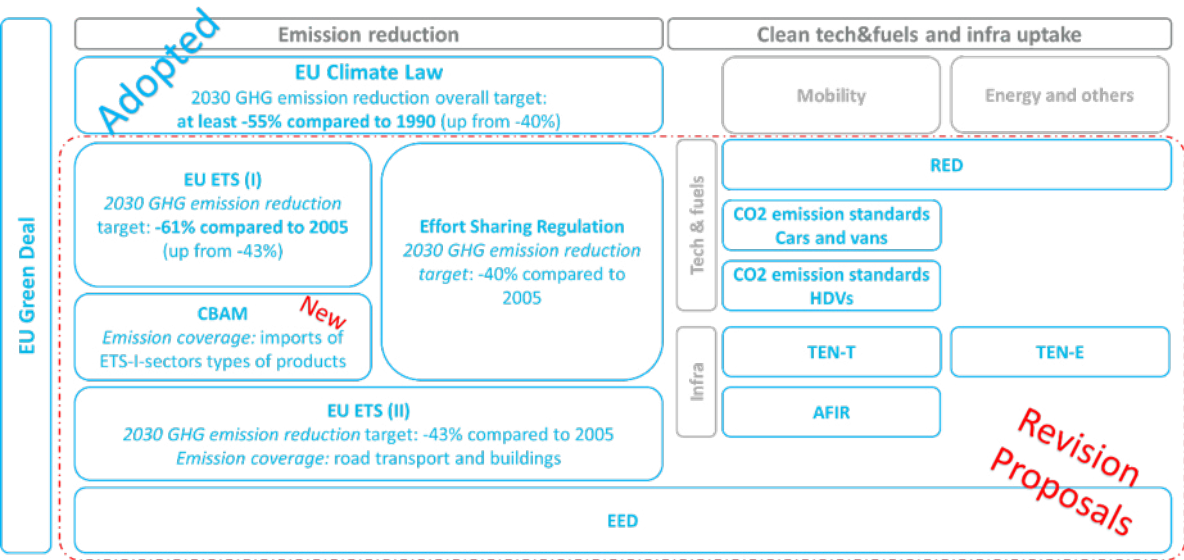 EU Green Deal
Emission reduction
Clean tech&fuels and infra uptake
Adopted
EU Climate Law
2030 GHG emission reduction overall target:
at least -55% compared to 1990 (up from -40%)
Mobility
Energy and others
EU ETS (I)
2030 GHG emission reduction
target: -61% compared to 2005
(up from -43%)
Effort Sharing Regulation
2030 GHG emission reduction
target: -40% compared to
2005
CBAM
New
Emission coverage: imports of
ETS-I-sectors types of products
EU ETS (II)
2030 GHG emission reduction target: -43% compared to 2005
Emission coverage: road transport and buildings
Tech & fuels
RED
CO2 emission standards
Cars and vans
CO2 emission standards
HDVs
Infra
TEN-T
TEN-E
AFIR
Revision
Proposals
EED